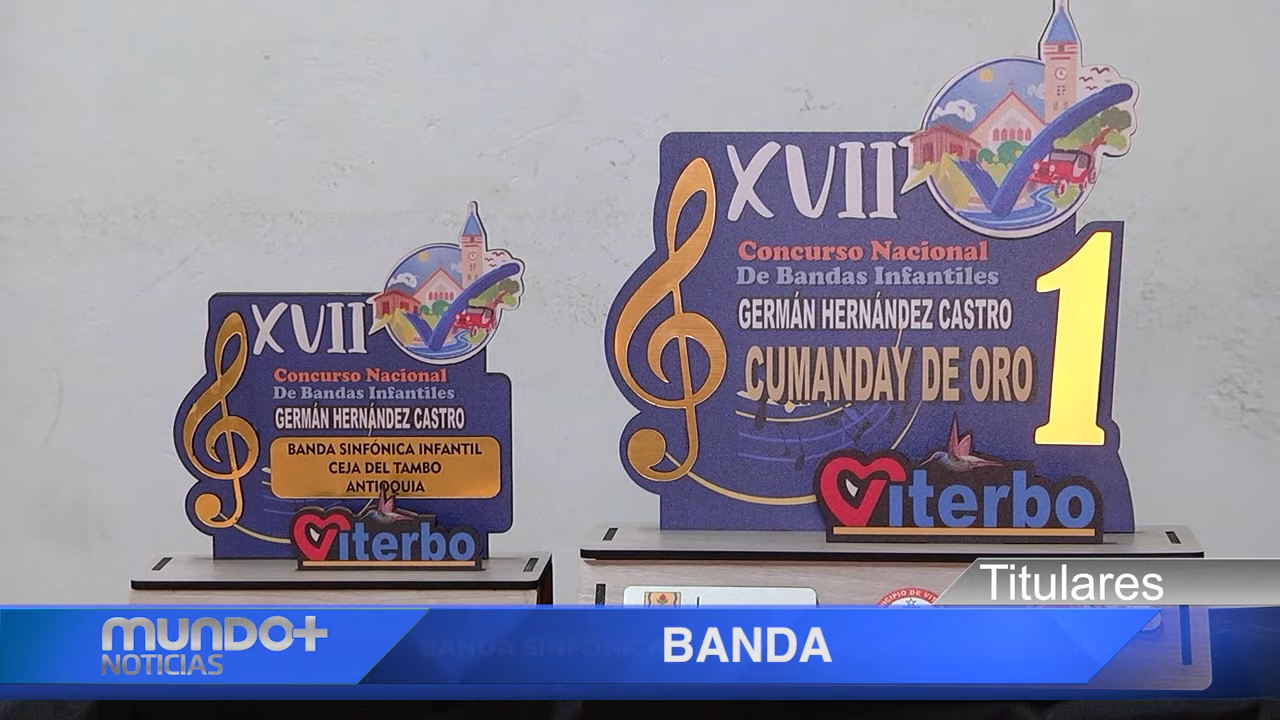 XVII
Concurso Nacional
De Bandas Infantiles
GERMÁN HERNÁNDEZ CASTRO
BANDA SINFÓNICA INFANTIL
CEJA DEL TAMBO
ANTIOQUIA
Viterbo
XVII
Concurso Nacional
De Bandas Infantiles
GERMÁN HERNÁNDEZ CASTRO
CUMANDAY DE ORO
1
Viterbo
Titulares
MUNDO+
NOTICIAS
BANDA